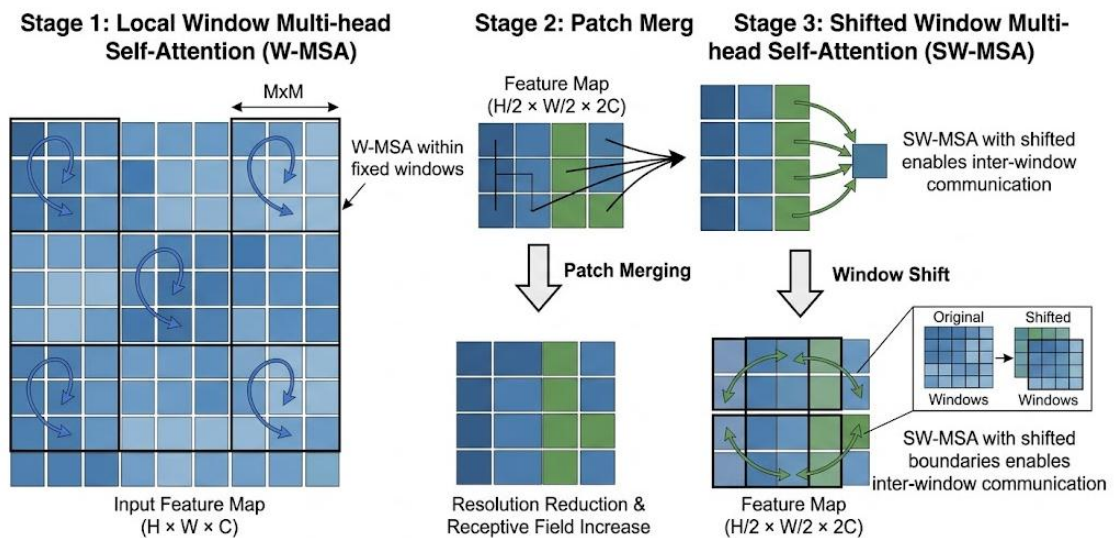 Stage 1: Local Window Multi-head
Self-Attention (W-MSA)
MxM
W-MSA within
fixed windows
Input Feature Map
(H × W × C)
Stage 2: Patch Merg
Feature Map
(H/2 × W/2 × 2C)
Patch Merging
Resolution Reduction &
Receptive Field Increase
Stage 3: Shifted Window Multi-
head Self-Attention (SW-MSA)
SW-MSA with shifted
enables inter-window
communication
Window Shift
Original
Shifted
Windows
Windows
SW-MSA with shifted
boundaries enables
inter-window communication
Feature Map
(H/2 × W/2 × 2C)